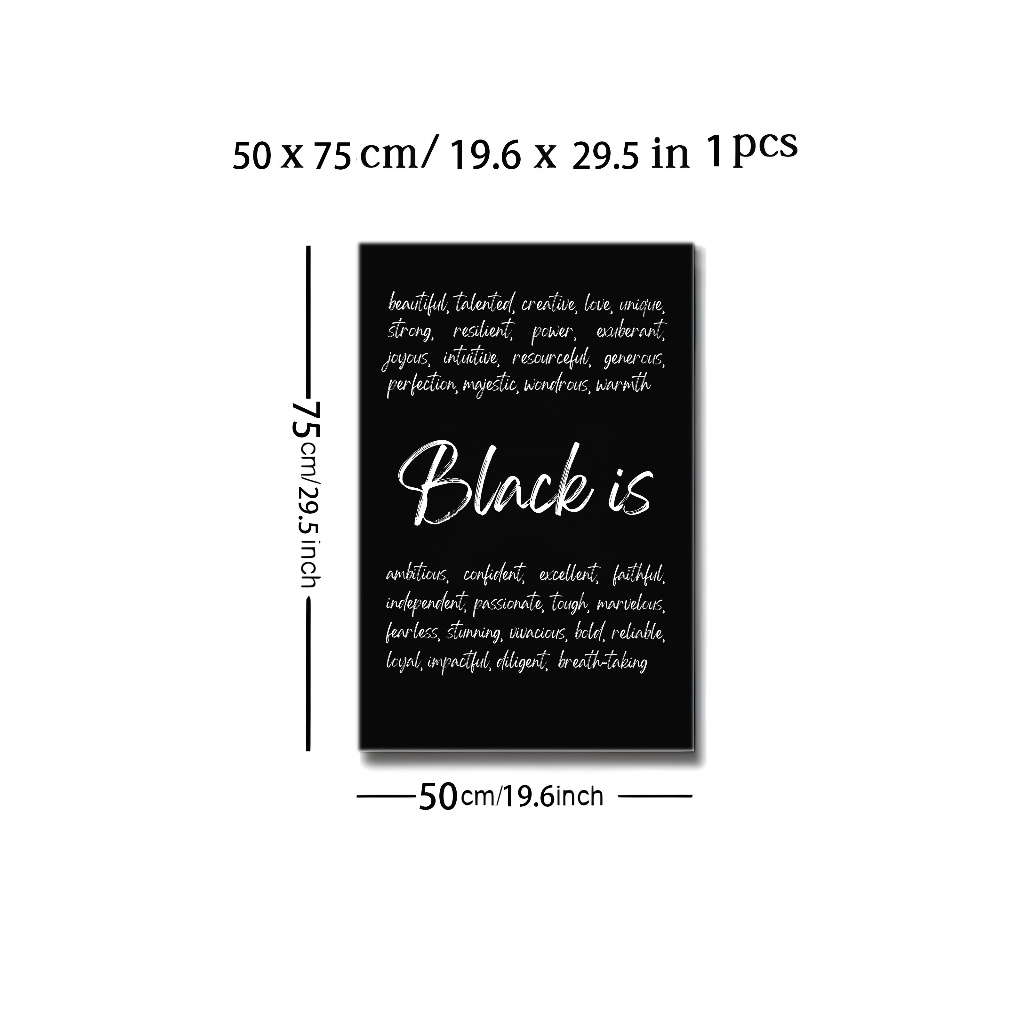 50 x 75 cm/ 19.6 x 29.5 in 1 pcs
beautiful, talented, creative, love, unique,
strong, resilient, power, exuberant,
joyous, intuitive, resourceful, generous,
perfection, majestic, wondrous, warmth
Black is
ambitious, confident, excellent, faithful,
independent, passionate, tough, marvelous,
fearless, stunning, vivacious, bold, reliable,
loyal, impactful, diligent, breath-taking
75cm/29.5 inch
50cm/19.6inch